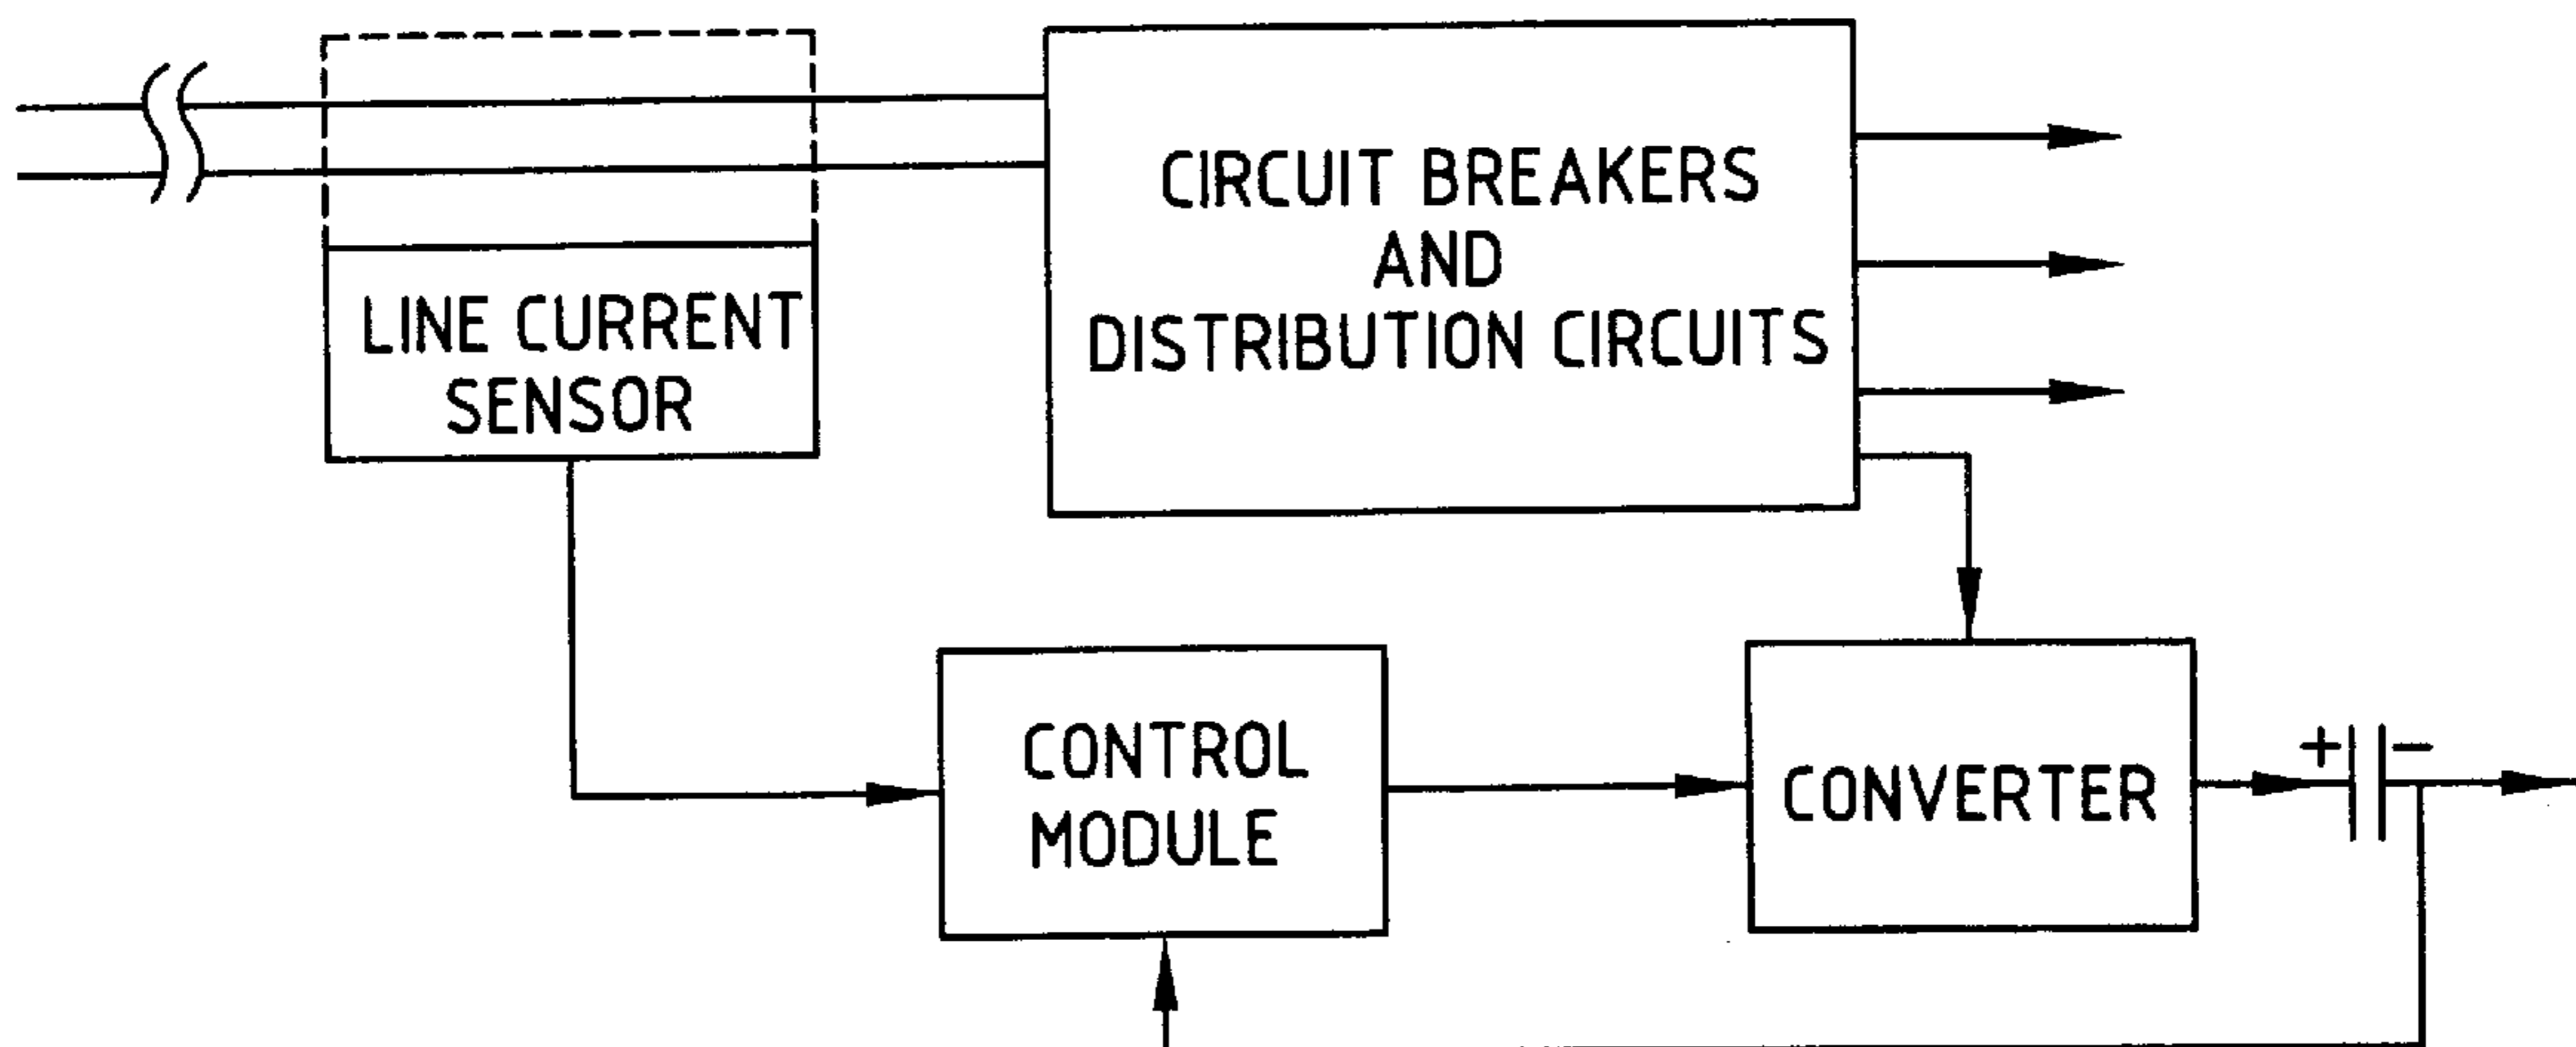 CIRCUIT BREAKERS
AND
DISTRIBUTION CIRCUITS
LINE CURRENT
SENSOR
CONTROL
MODULE
CONVERTER
+ −